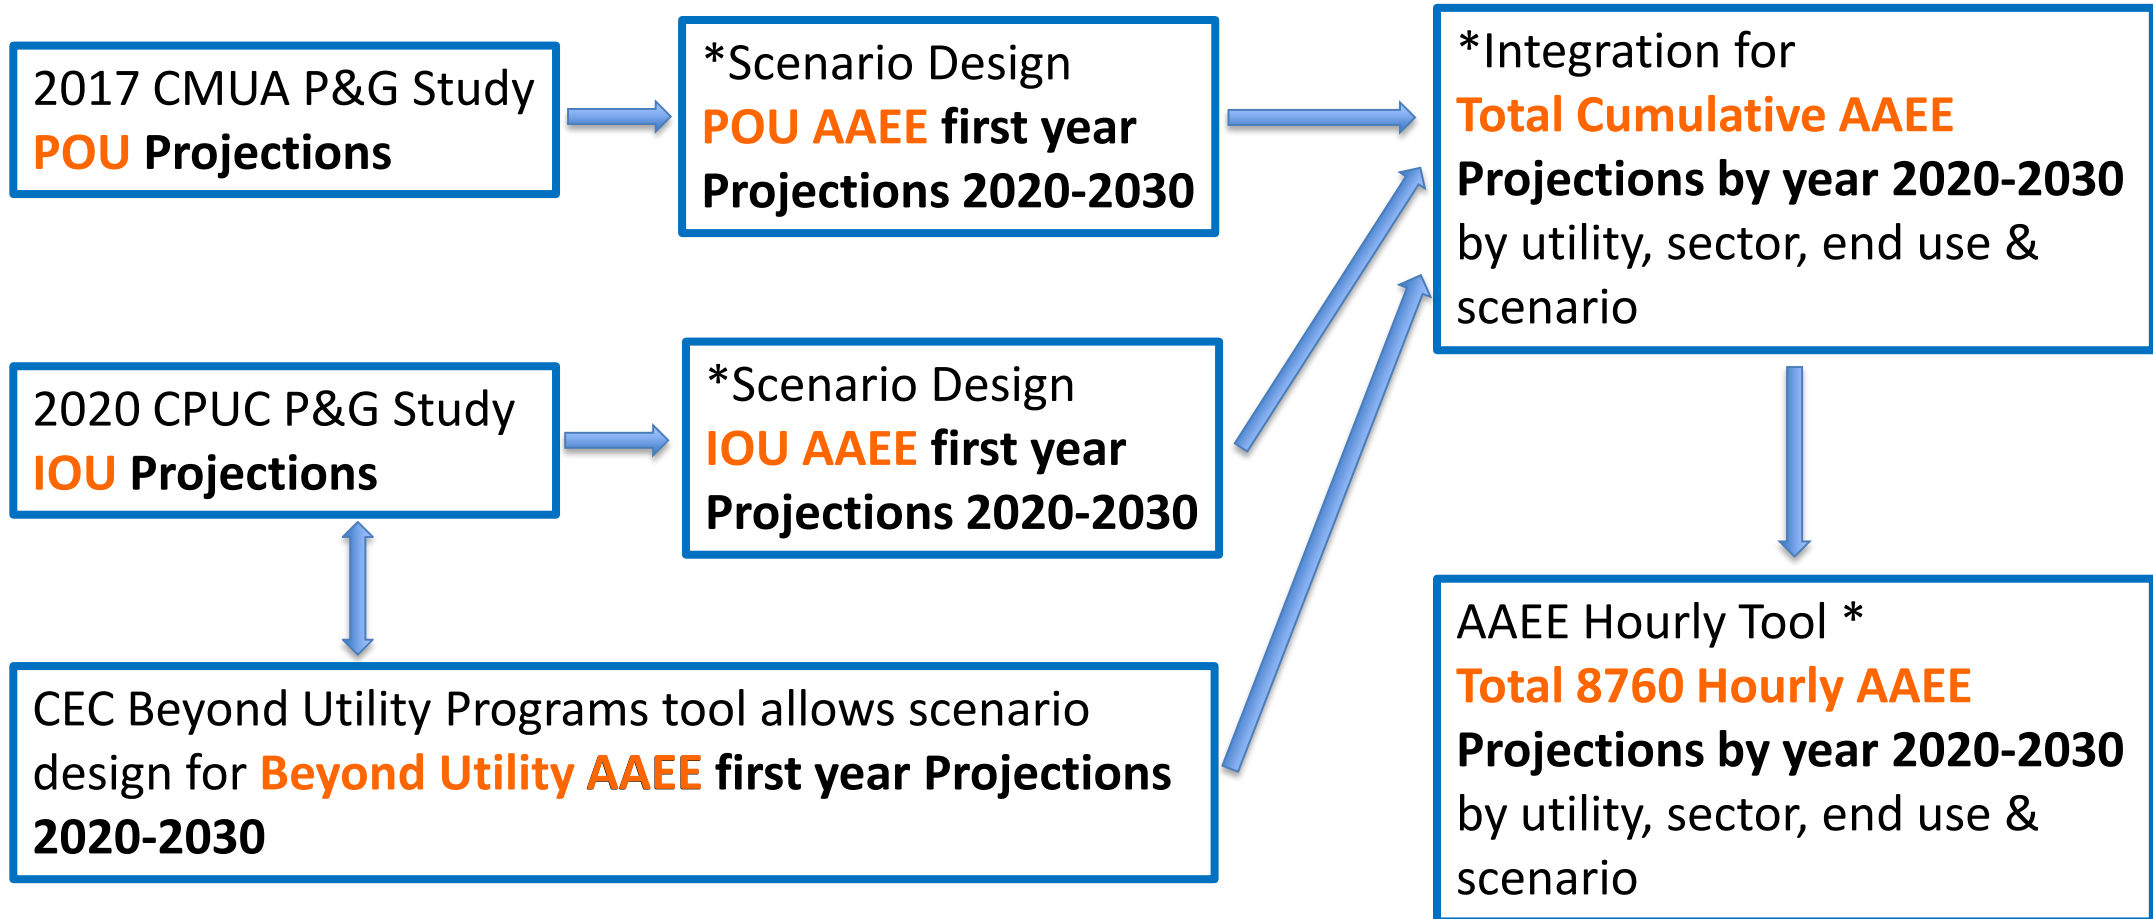 2017 CMUA P&G Study
POU Projections
*Scenario Design
POU AAEE first year
Projections 2020-2030
*Integration for
Total Cumulative AAEE
Projections by year 2020-2030
by utility, sector, end use &
scenario
2020 CPUC P&G Study
IOU Projections
*Scenario Design
IOU AAEE first year
Projections 2020-2030
CEC Beyond Utility Programs tool allows scenario
design for Beyond Utility AAEE first year Projections
2020-2030
AAEE Hourly Tool *
Total 8760 Hourly AAEE
Projections by year 2020-2030
by utility, sector, end use &
scenario